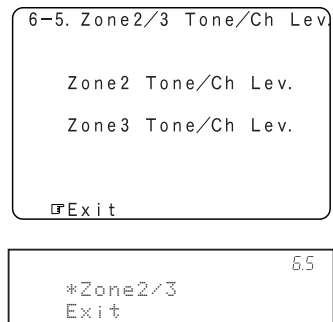 6-5. Zone2/3 Tone/Ch Lev.
Zone2 Tone/Ch Lev.
Zone3 Tone/Ch Lev.
☞Exit
6.5
*Zone2/3
Exit